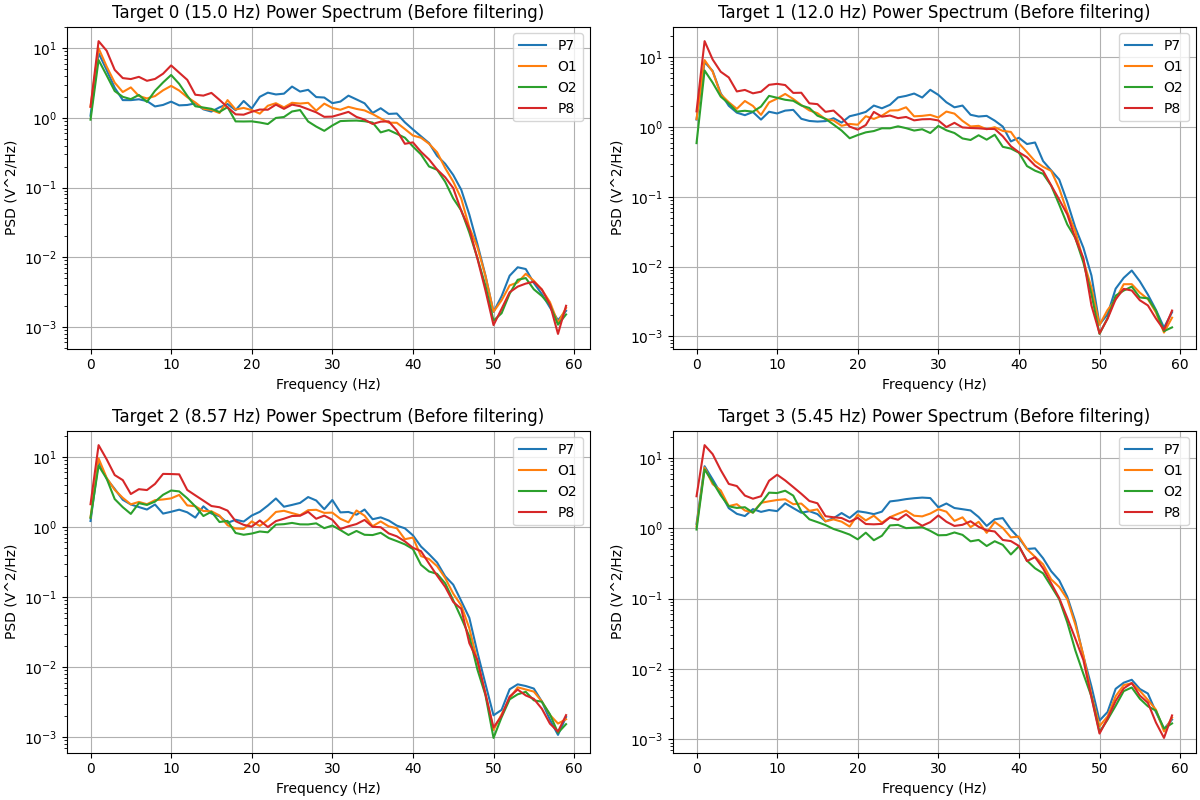 Target 0 (15.0 Hz) Power Spectrum (Before filtering)
PSD (V^2/Hz)
10^1
10^0
10^-1
10^-2
10^-3
P7
O1
O2
P8
0 10 20 30 40 50 60
Frequency (Hz)
Target 1 (12.0 Hz) Power Spectrum (Before filtering)
PSD (V^2/Hz)
10^1
10^0
10^-1
10^-2
10^-3
P7
O1
O2
P8
0 10 20 30 40 50 60
Frequency (Hz)
Target 2 (8.57 Hz) Power Spectrum (Before filtering)
PSD (V^2/Hz)
10^1
10^0
10^-1
10^-2
10^-3
P7
O1
O2
P8
0 10 20 30 40 50 60
Frequency (Hz)
Target 3 (5.45 Hz) Power Spectrum (Before filtering)
PSD (V^2/Hz)
10^1
10^0
10^-1
10^-2
10^-3
P7
O1
O2
P8
0 10 20 30 40 50 60
Frequency (Hz)